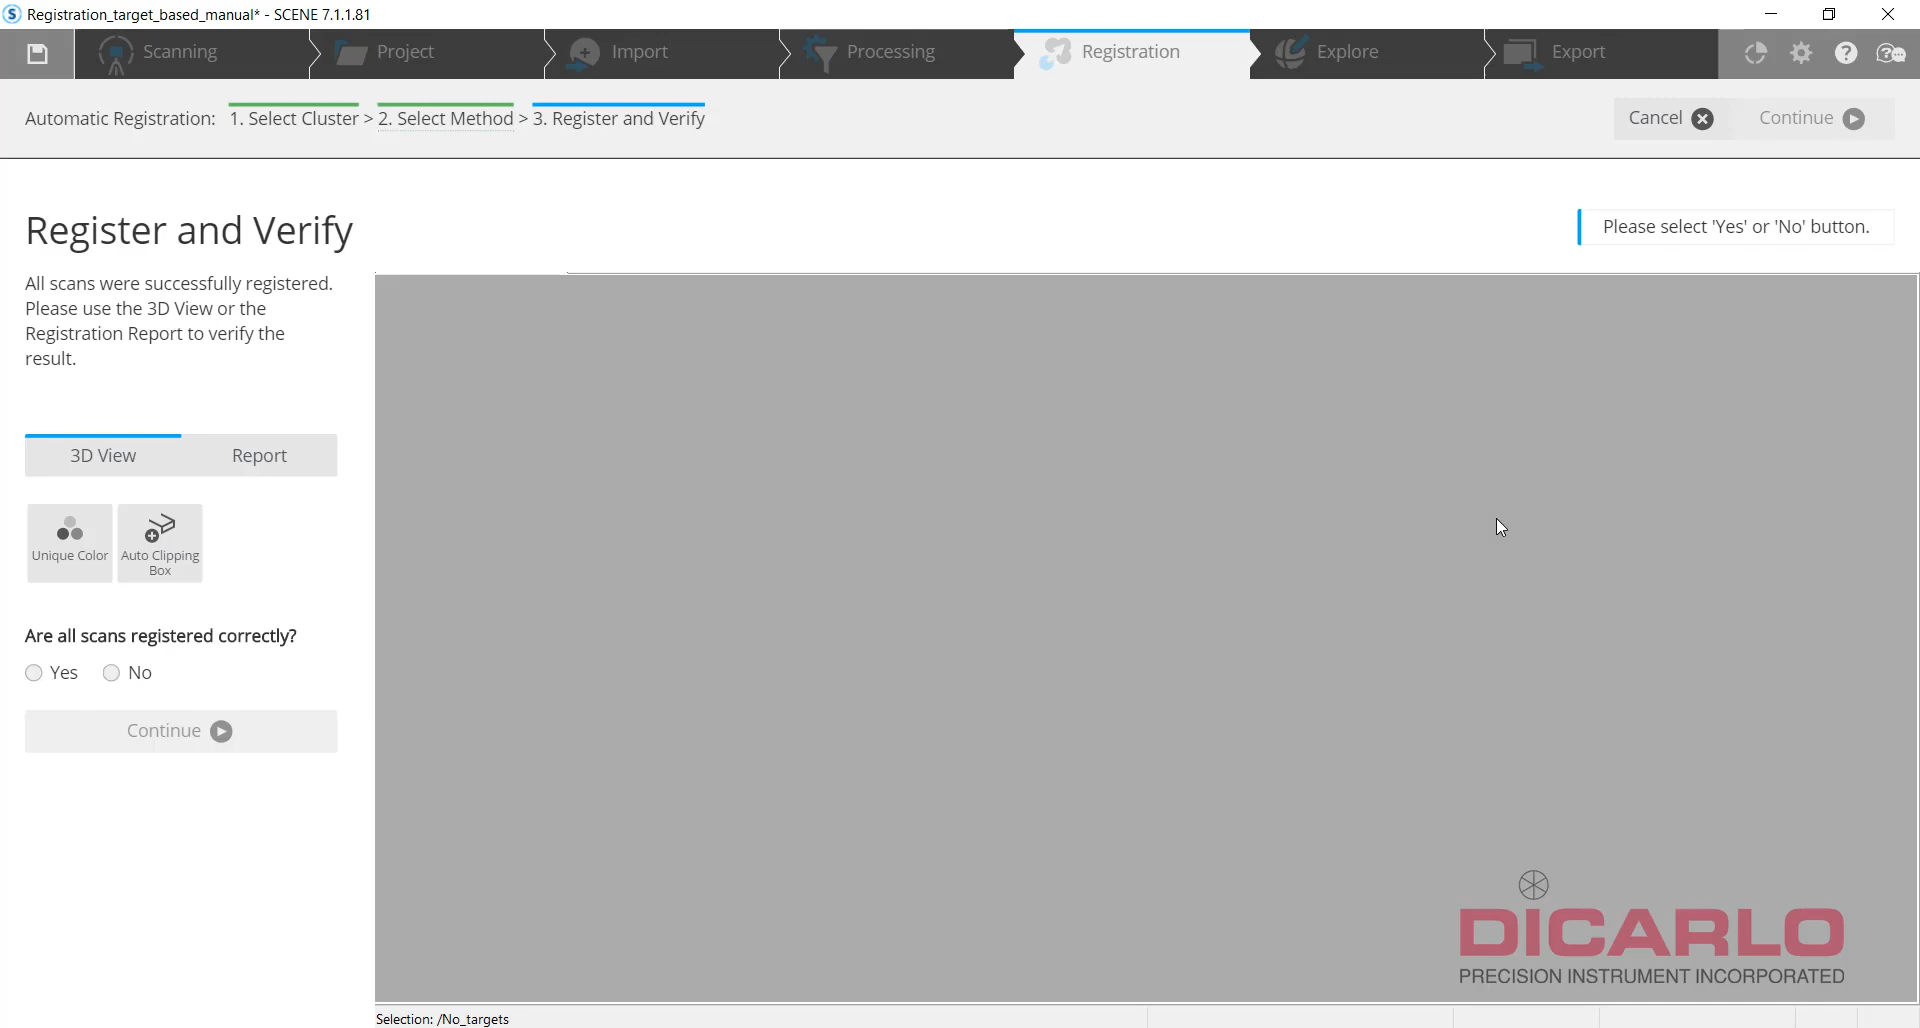 Registration_target_based_manual* - SCENE 7.1.1.81
Scanning
Project
Import
Processing
Registration
Explore
Export
Automatic Registration: 1. Select Cluster > 2. Select Method > 3. Register and Verify
Cancel
Continue
Register and Verify
Please select 'Yes' or 'No' button.
All scans were successfully registered.
Please use the 3D View or the
Registration Report to verify the
result.
3D View
Report
Unique Color
Auto Clipping
Box
Are all scans registered correctly?
Yes
No
Continue
DICARLO
PRECISION INSTRUMENT INCORPORATED
Selection: /No_targets